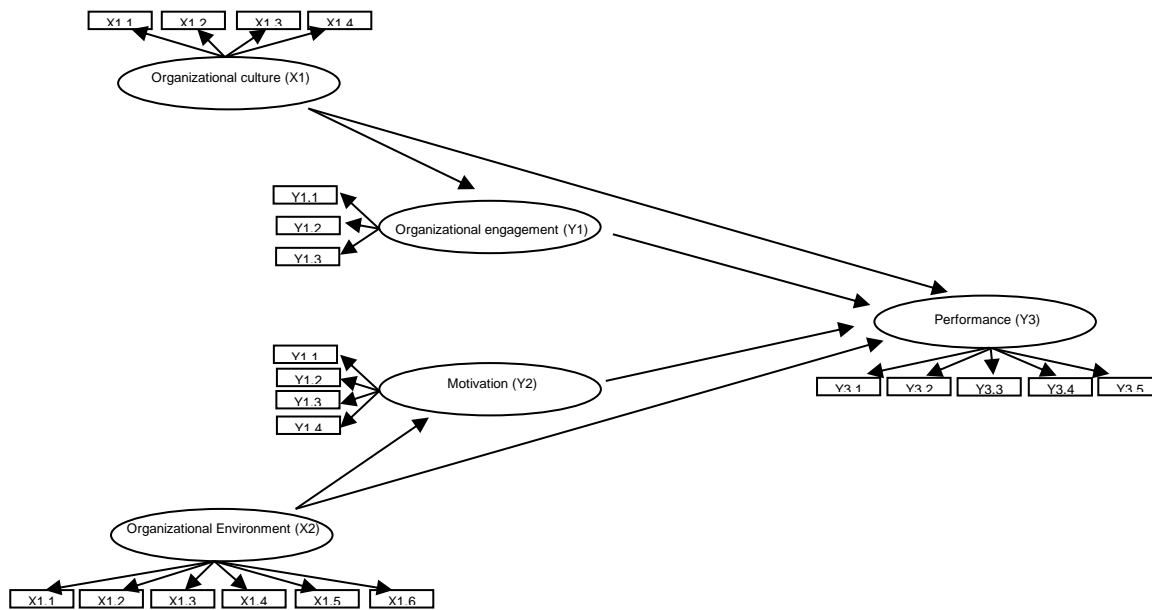 X1.1 X1.2 X1.3 X1.4
Organizational culture (X1)
Y1.1
Y1.2
Organizational engagement (Y1)
Y1.3
Performance (Y3)
Y1.1
Y1.2
Motivation (Y2)
Y1.3
Y1.4
Y3.1 Y3.2 Y3.3 Y3.4 Y3.5
Organizational Environment (X2)
X1.1 X1.2 X1.3 X1.4 X1.5 X1.6